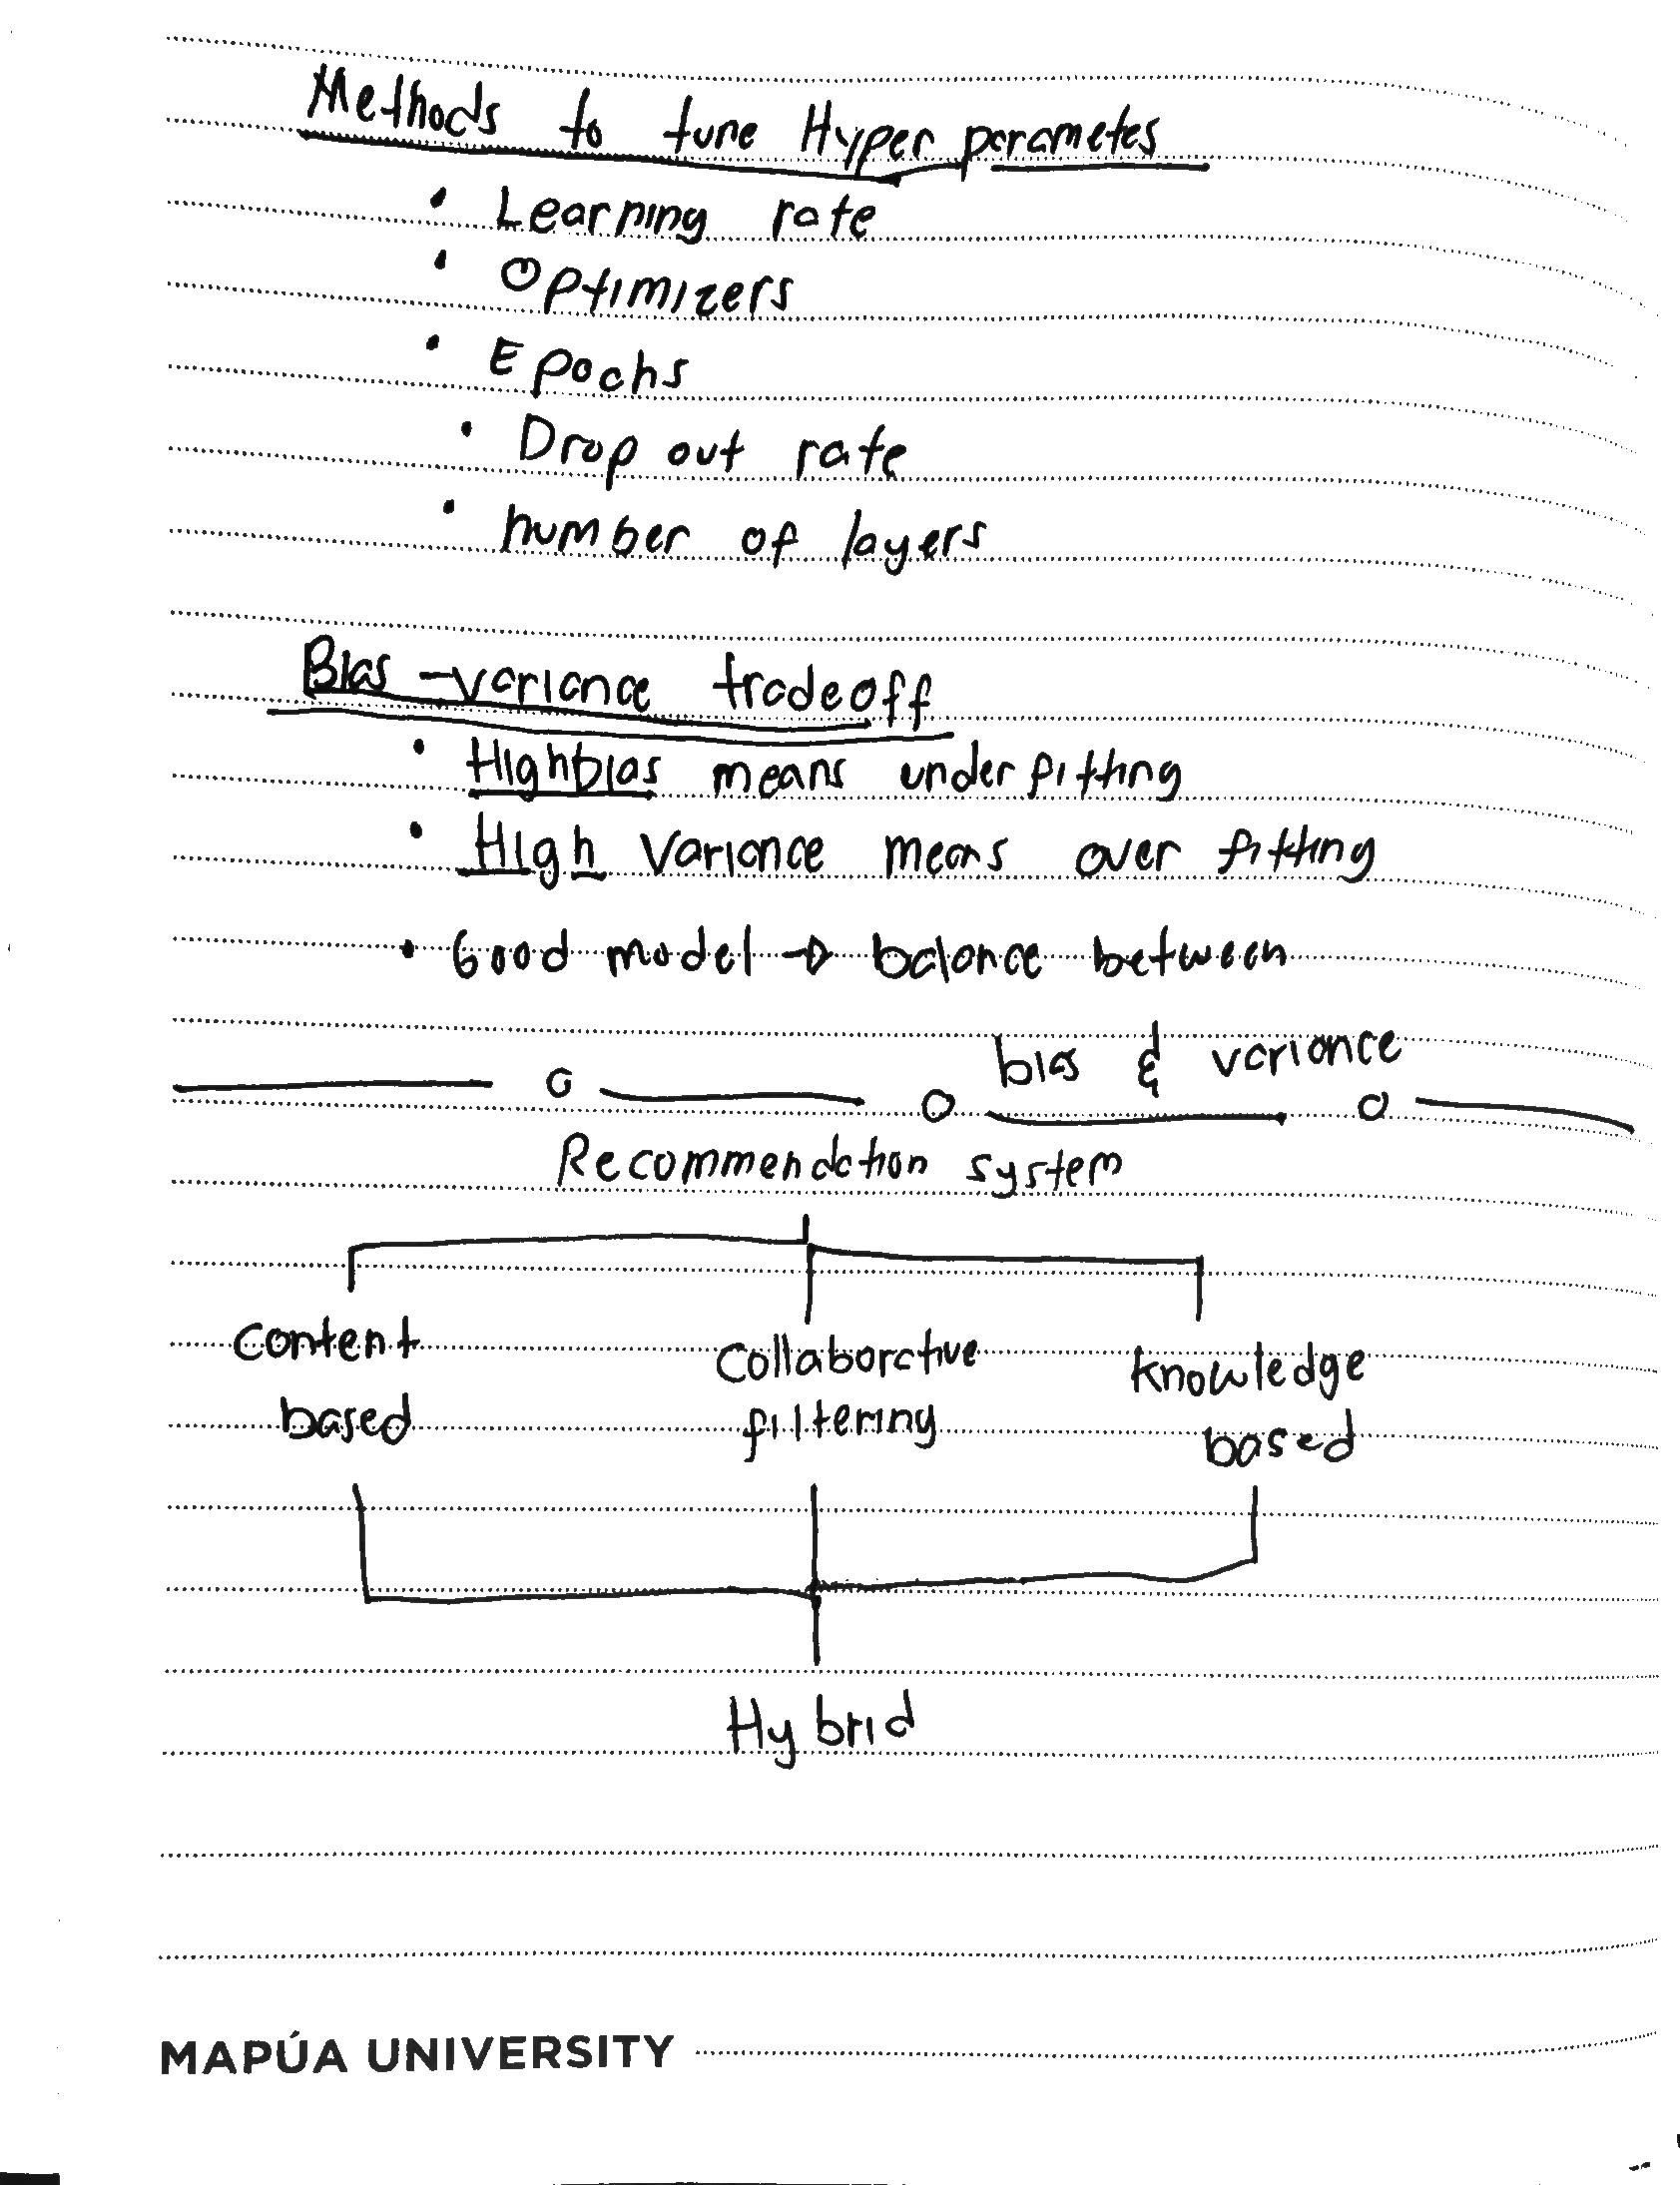 Methods to tune Hyper parametes
• Learning rate
• Optimizers
• Epochs
• Drop out rate
• number of layers
Bias - variance tradeoff
• High bias means under fitting
• High variance means over fitting
• Good model → balance between
bias & variance
Recommendation system
Content Collaborative knowledge
based filtering based
Hybrid
MAPÚA UNIVERSITY